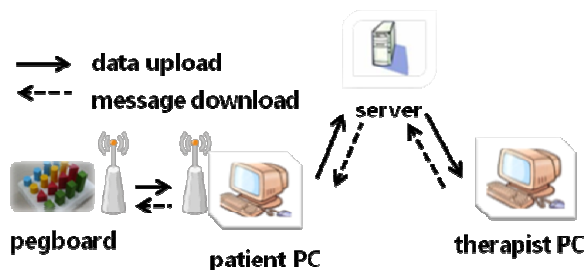 data upload
message download
server
pegboard
patient PC
therapist PC